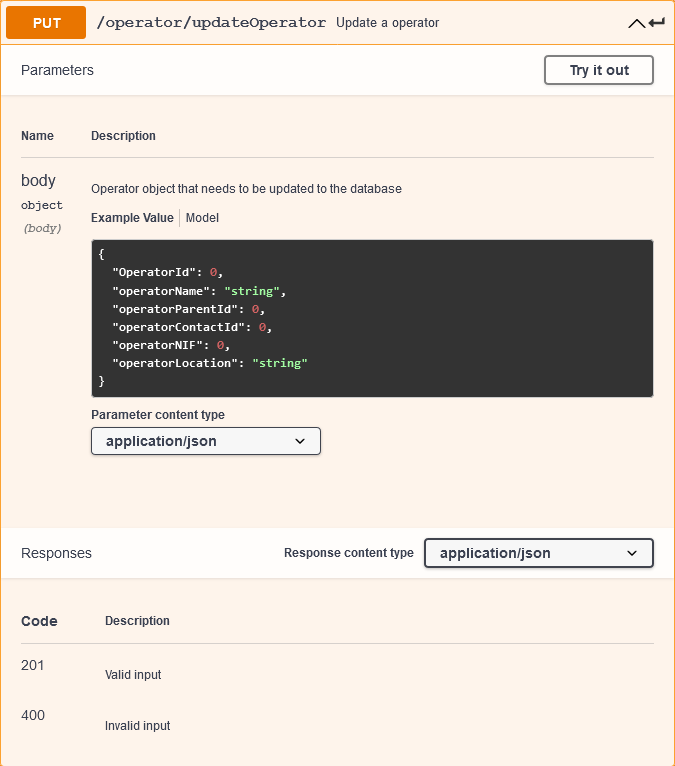 PUT /operator/updateOperator Update a operator
Parameters Try it out
Name Description
body
object
(body)
Operator object that needs to be updated to the database
Example Value Model
{
"OperatorId": 0,
"operatorName": "string",
"operatorParentId": 0,
"operatorContactId": 0,
"operatorNIF": 0,
"operatorLocation": "string"
}
Parameter content type
application/json
Responses Response content type application/json
Code Description
201 Valid input
400 Invalid input